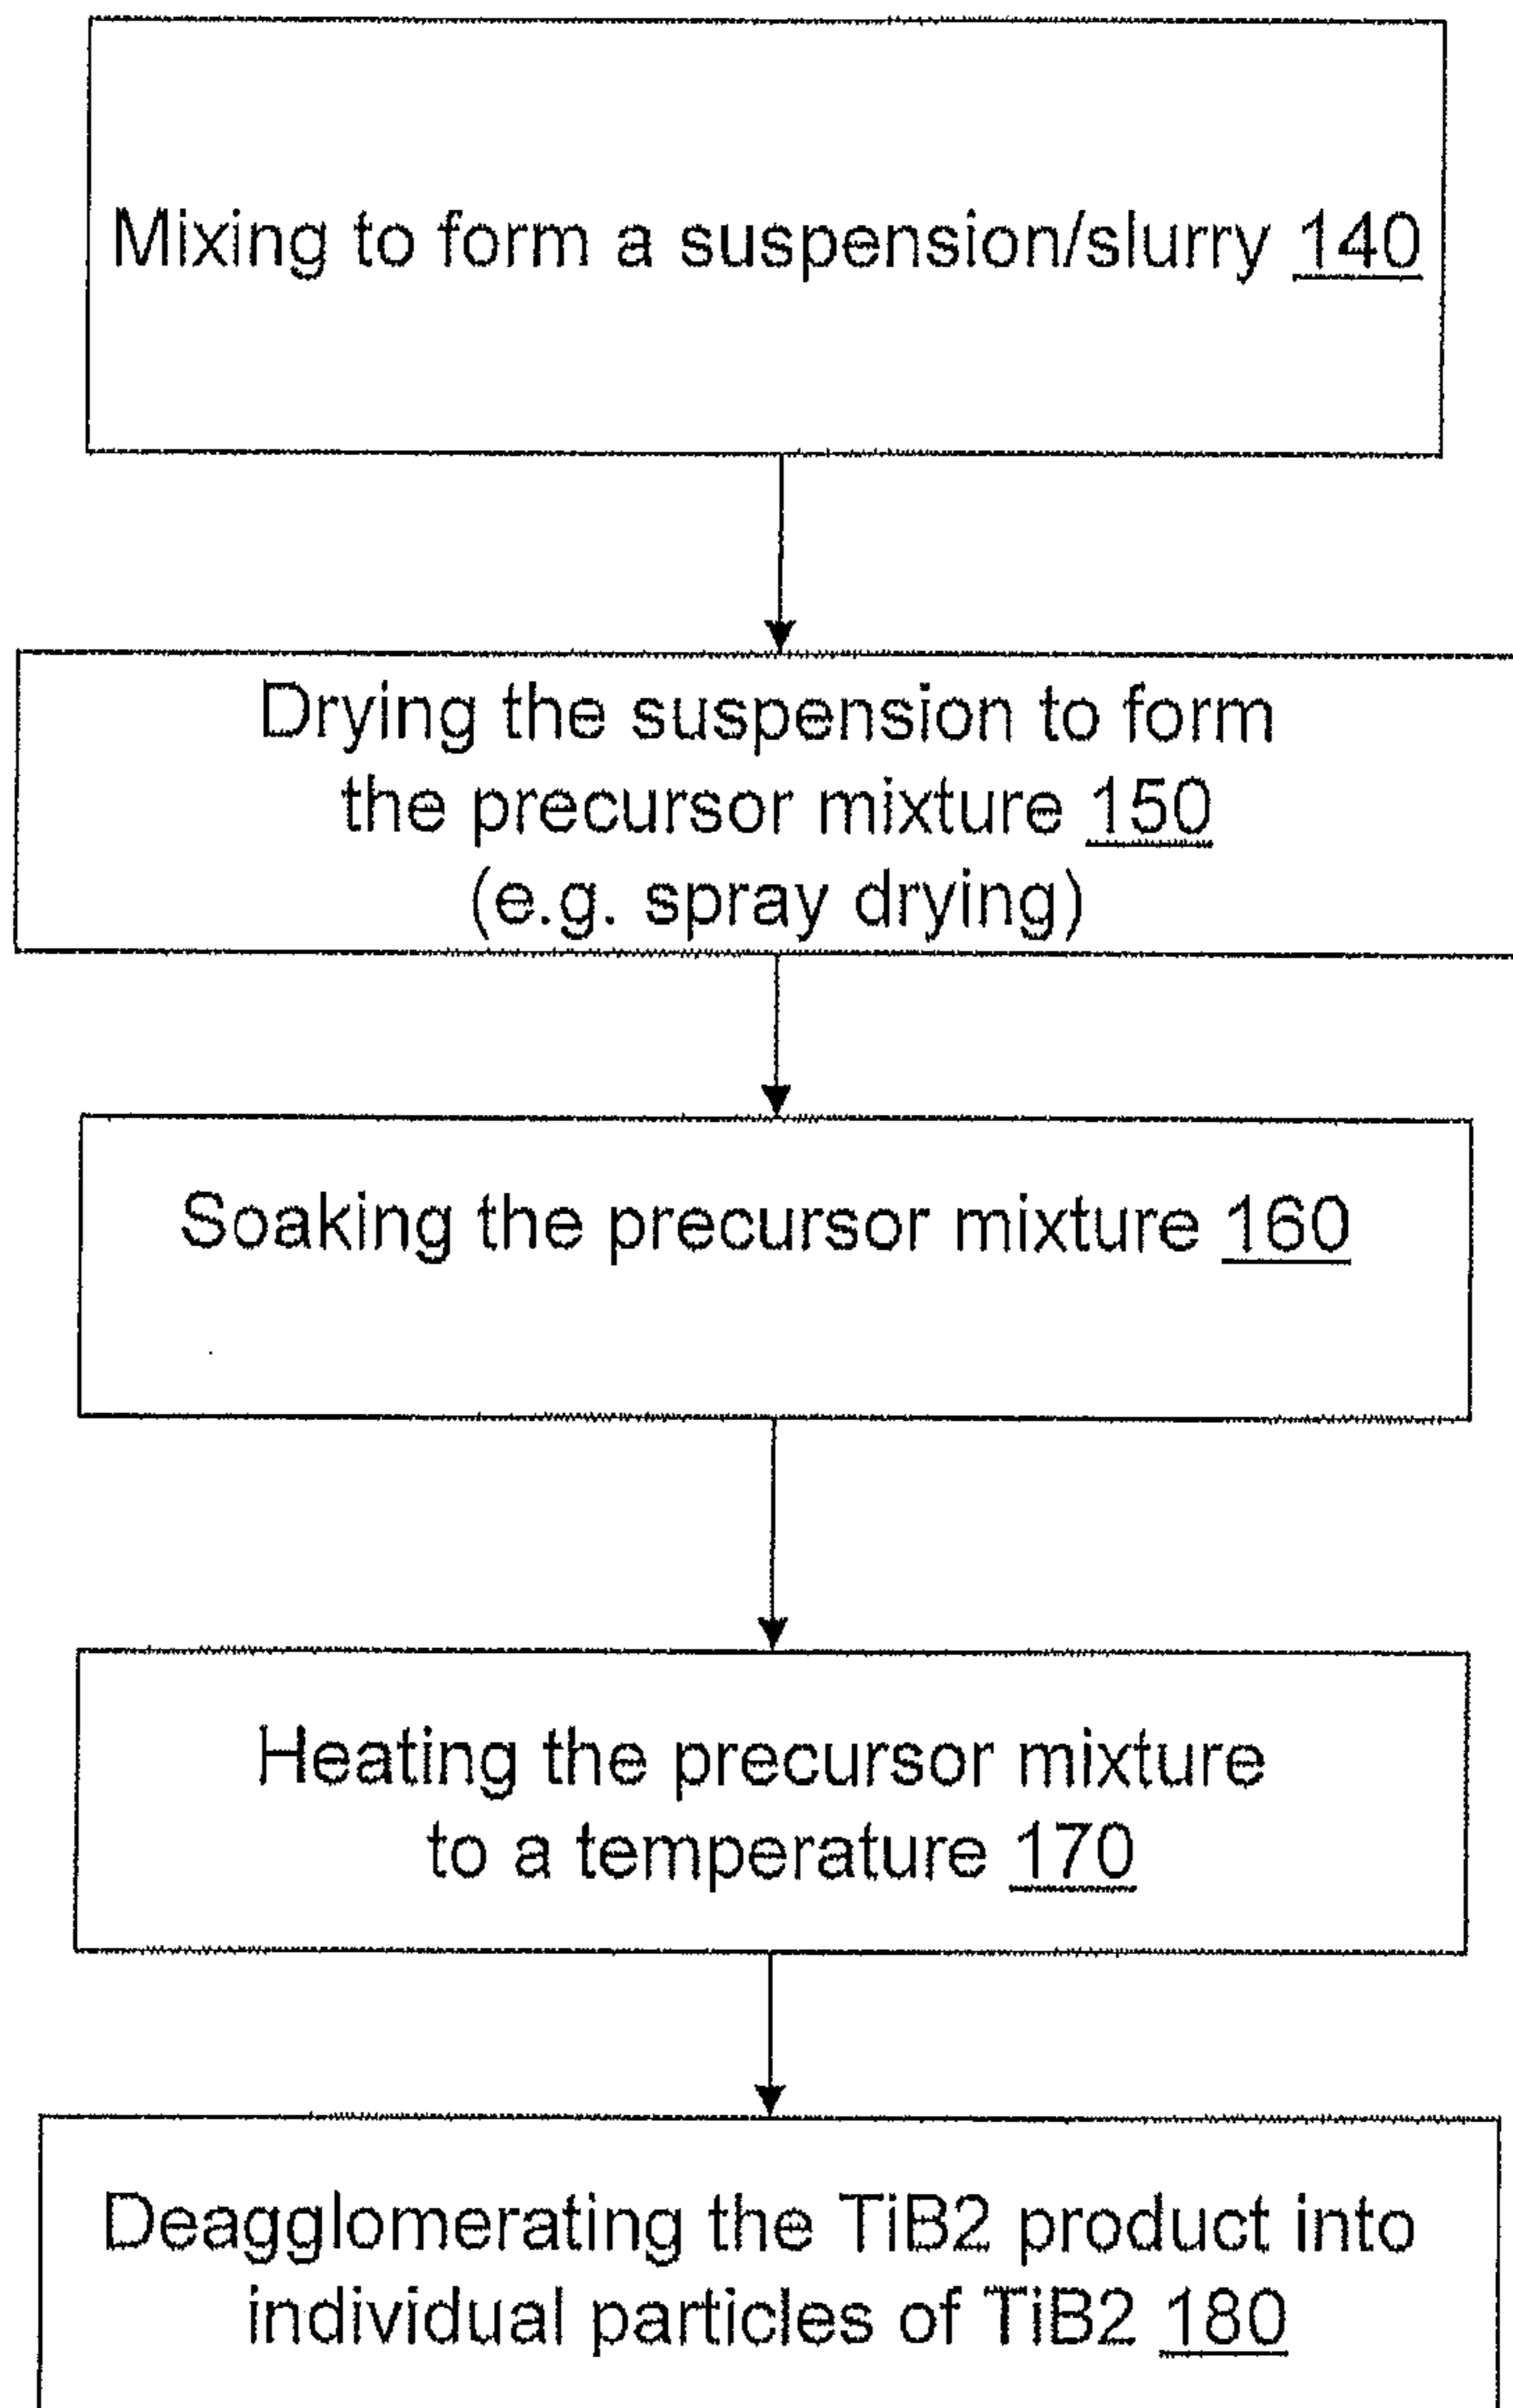 Mixing to form a suspension/slurry 140
Drying the suspension to form
the precursor mixture 150
(e.g. spray drying)
Soaking the precursor mixture 160
Heating the precursor mixture
to a temperature 170
Deagglomerating the TiB2 product into
individual particles of TiB2 180